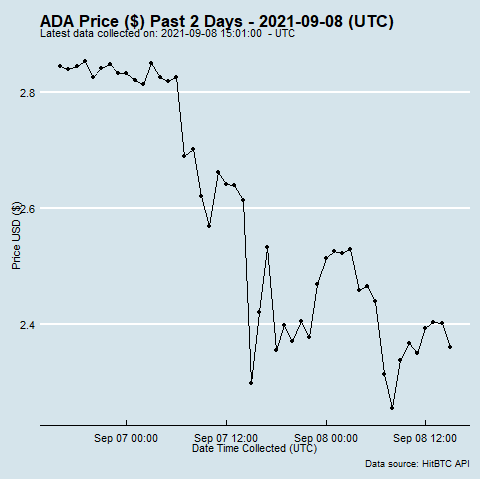 ADA Price ($) Past 2 Days - 2021-09-08 (UTC)
Latest data collected on: 2021-09-08 15:01:00 - UTC
Price USD ($)
2.8
2.6
2.4
Sep 07 00:00 Sep 07 12:00 Sep 08 00:00 Sep 08 12:00
Date Time Collected (UTC)
Data source: HitBTC API